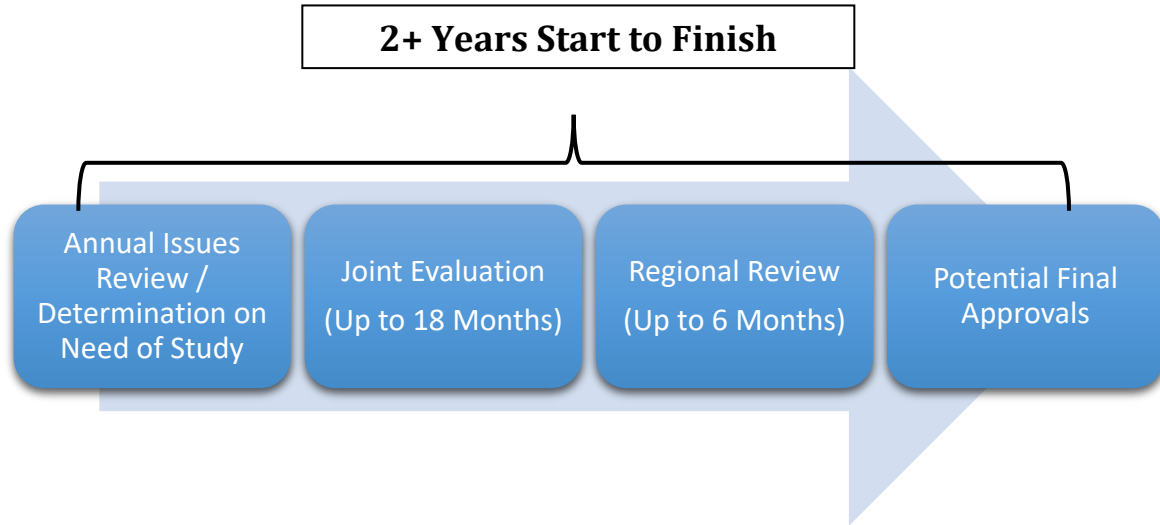 2+ Years Start to Finish
Annual Issues
Review /
Determination on
Need of Study
Joint Evaluation
(Up to 18 Months)
Regional Review
(Up to 6 Months)
Potential Final
Approvals